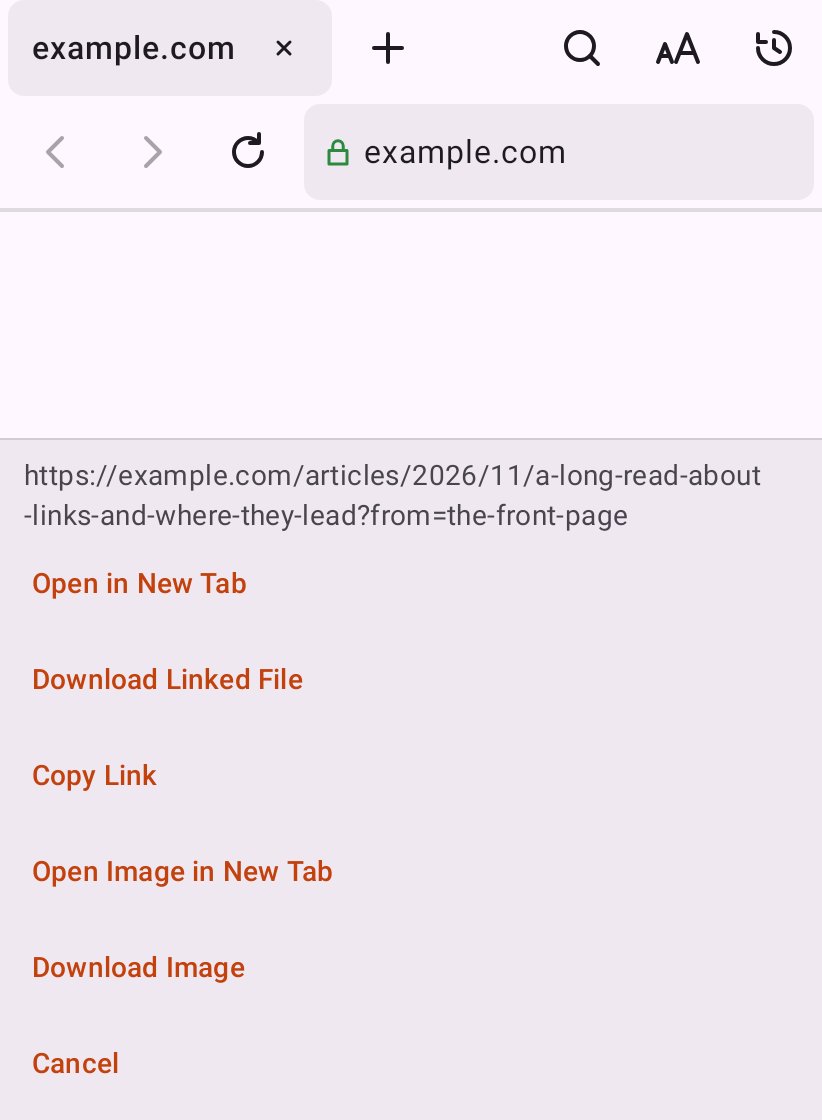 example.com
example.com
https://example.com/articles/2026/11/a-long-read-about
-links-and-where-they-lead?from=the-front-page
Open in New Tab
Download Linked File
Copy Link
Open Image in New Tab
Download Image
Cancel